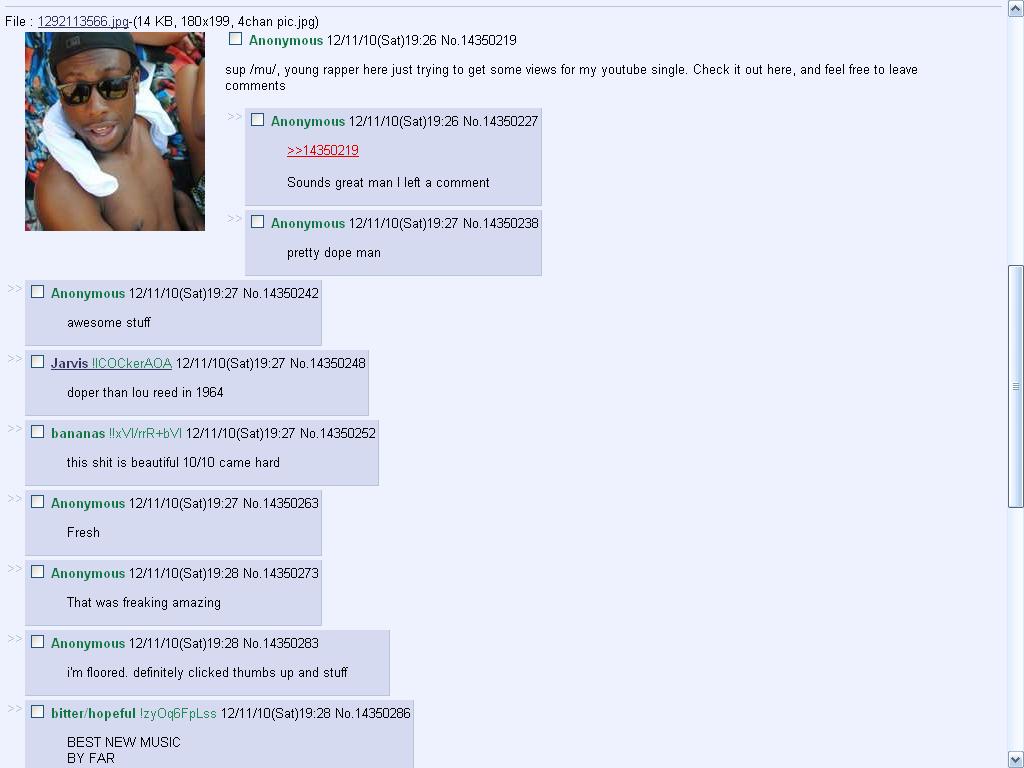 File : 1292113566.jpg-(14 KB, 180x199, 4chan pic.jpg)
Anonymous 12/11/10(Sat)19:26 No.14350219
sup /mu/, young rapper here just trying to get some views for my youtube single. Check it out here, and feel free to leave
comments
>> Anonymous 12/11/10(Sat)19:26 No.14350227
>>14350219
Sounds great man I left a comment
>> Anonymous 12/11/10(Sat)19:27 No.14350238
pretty dope man
>> Anonymous 12/11/10(Sat)19:27 No.14350242
awesome stuff
>> Jarvis !!COCkerAOA 12/11/10(Sat)19:27 No.14350248
doper than lou reed in 1964
>> bananas !!xVI/rrR+bVI 12/11/10(Sat)19:27 No.14350252
this shit is beautiful 10/10 came hard
>> Anonymous 12/11/10(Sat)19:27 No.14350263
Fresh
>> Anonymous 12/11/10(Sat)19:28 No.14350273
That was freaking amazing
>> Anonymous 12/11/10(Sat)19:28 No.14350283
i'm floored. definitely clicked thumbs up and stuff
>> bitter/hopeful !zyOq6FpLss 12/11/10(Sat)19:28 No.14350286
BEST NEW MUSIC
BY FAR